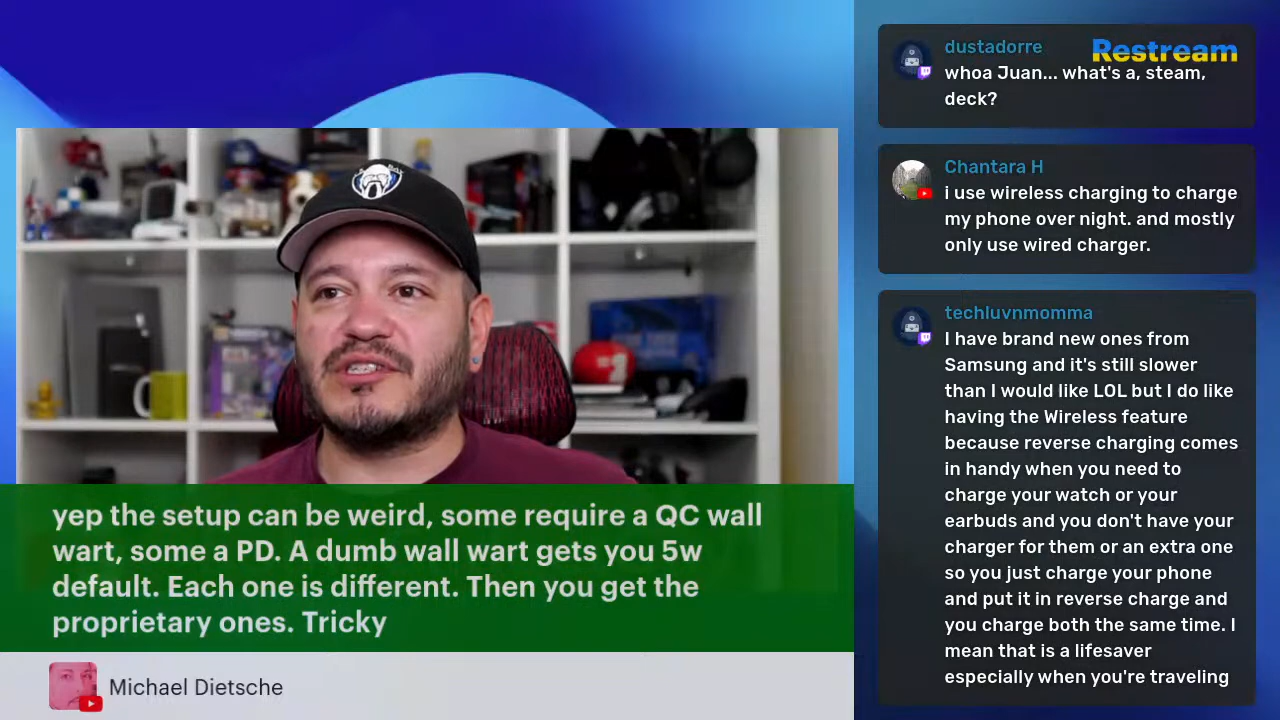 Restream
dustadorre
whoa Juan... what's a, steam,
deck?
Chantara H
i use wireless charging to charge
my phone over night. and mostly
only use wired charger.
techluvnmomma
I have brand new ones from
Samsung and it's still slower
than I would like LOL but I do like
having the Wireless feature
because reverse charging comes
in handy when you need to
charge your watch or your
earbuds and you don't have your
charger for them or an extra one
so you just charge your phone
and put it in reverse charge and
you charge both the same time. I
mean that is a lifesaver
especially when you're traveling
yep the setup can be weird, some require a QC wall
wart, some a PD. A dumb wall wart gets you 5w
default. Each one is different. Then you get the
proprietary ones. Tricky
Michael Dietsche